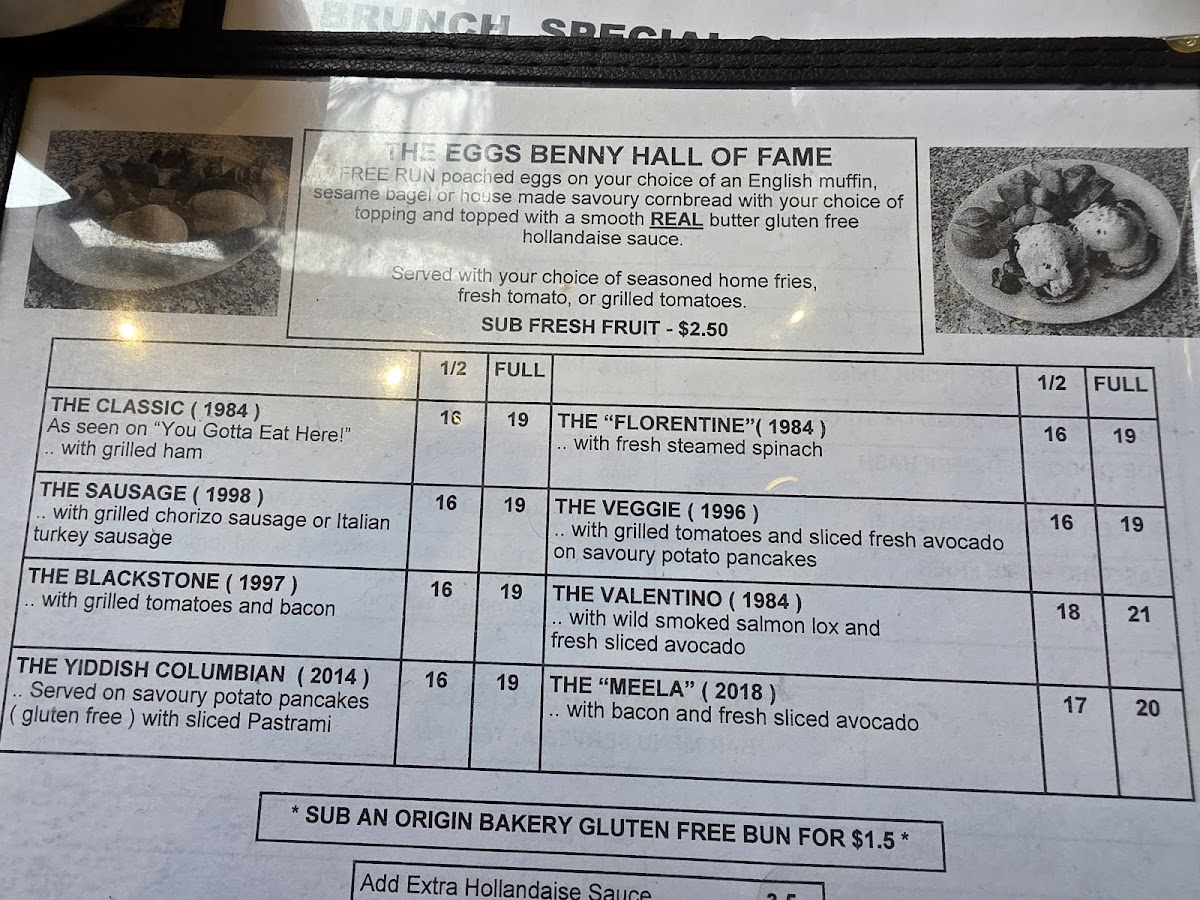 BRUNCH SPECIAL
THE EGGS BENNY HALL OF FAME
FREE RUN poached eggs on your choice of an English muffin,
sesame bagel or house made savoury cornbread with your choice of
topping and topped with a smooth REAL butter gluten free
hollandaise sauce.
Served with your choice of seasoned home fries,
fresh tomato, or grilled tomatoes.
SUB FRESH FRUIT - $2.50
1/2 FULL
THE CLASSIC ( 1984 ) 16 19
As seen on “You Gotta Eat Here!”
.. with grilled ham
THE SAUSAGE ( 1998 ) 16 19
.. with grilled chorizo sausage or Italian
turkey sausage
THE BLACKSTONE ( 1997 ) 16 19
.. with grilled tomatoes and bacon
THE YIDDISH COLUMBIAN ( 2014 ) 16 19
.. Served on savoury potato pancakes
( gluten free ) with sliced Pastrami
1/2 FULL
THE “FLORENTINE”( 1984 ) 16 19
.. with fresh steamed spinach
THE VEGGIE ( 1996 ) 16 19
.. with grilled tomatoes and sliced fresh avocado
on savoury potato pancakes
THE VALENTINO ( 1984 ) 18 21
.. with wild smoked salmon lox and
fresh sliced avocado
THE “MEELA” ( 2018 ) 17 20
.. with bacon and fresh sliced avocado
* SUB AN ORIGIN BAKERY GLUTEN FREE BUN FOR $1.5 *
Add Extra Hollandaise Sauce